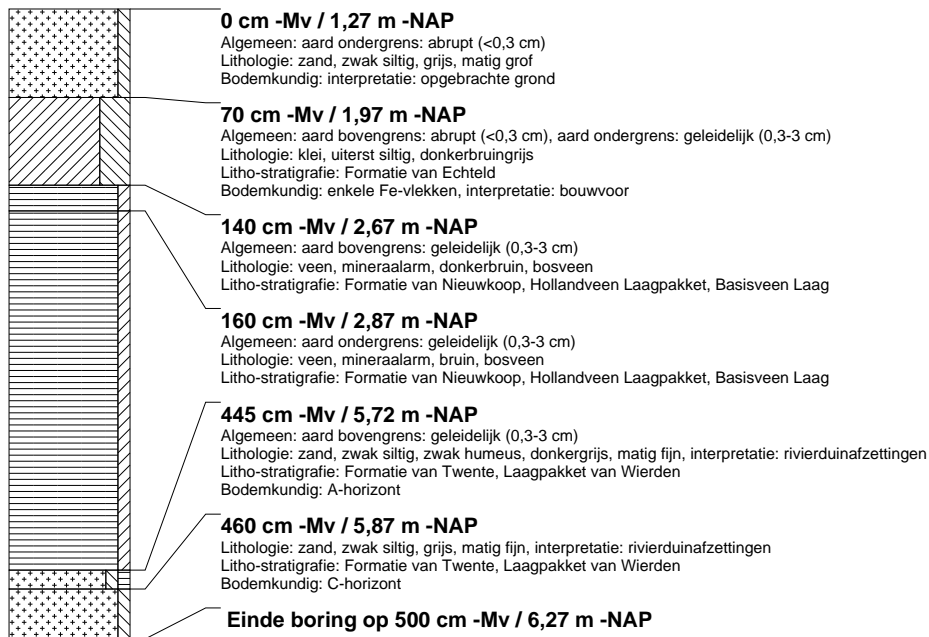 0 cm -Mv / 1,27 m -NAP
Algemeen: aard ondergrens: abrupt (<0,3 cm)
Lithologie: zand, zwak siltig, grijs, matig grof
Bodemkundig: interpretatie: opgebrachte grond
70 cm -Mv / 1,97 m -NAP
Algemeen: aard bovengrens: abrupt (<0,3 cm), aard ondergrens: geleidelijk (0,3-3 cm)
Lithologie: klei, uiterst siltig, donkerbruingrijs
Litho-stratigrafie: Formatie van Echteld
Bodemkundig: enkele Fe-vlekken, interpretatie: bouwvoor
140 cm -Mv / 2,67 m -NAP
Algemeen: aard bovengrens: geleidelijk (0,3-3 cm)
Lithologie: veen, mineraalarm, donkerbruin, bosveen
Litho-stratigrafie: Formatie van Nieuwkoop, Hollandveen Laagpakket, Basisveen Laag
160 cm -Mv / 2,87 m -NAP
Algemeen: aard ondergrens: geleidelijk (0,3-3 cm)
Lithologie: veen, mineraalarm, bruin, bosveen
Litho-stratigrafie: Formatie van Nieuwkoop, Hollandveen Laagpakket, Basisveen Laag
445 cm -Mv / 5,72 m -NAP
Algemeen: aard bovengrens: geleidelijk (0,3-3 cm)
Lithologie: zand, zwak siltig, zwak humeus, donkergrijs, matig fijn, interpretatie: rivierduinafzettingen
Litho-stratigrafie: Formatie van Twente, Laagpakket van Wierden
Bodemkundig: A-horizont
460 cm -Mv / 5,87 m -NAP
Lithologie: zand, zwak siltig, grijs, matig fijn, interpretatie: rivierduinafzettingen
Litho-stratigrafie: Formatie van Twente, Laagpakket van Wierden
Bodemkundig: C-horizont
Einde boring op 500 cm -Mv / 6,27 m -NAP